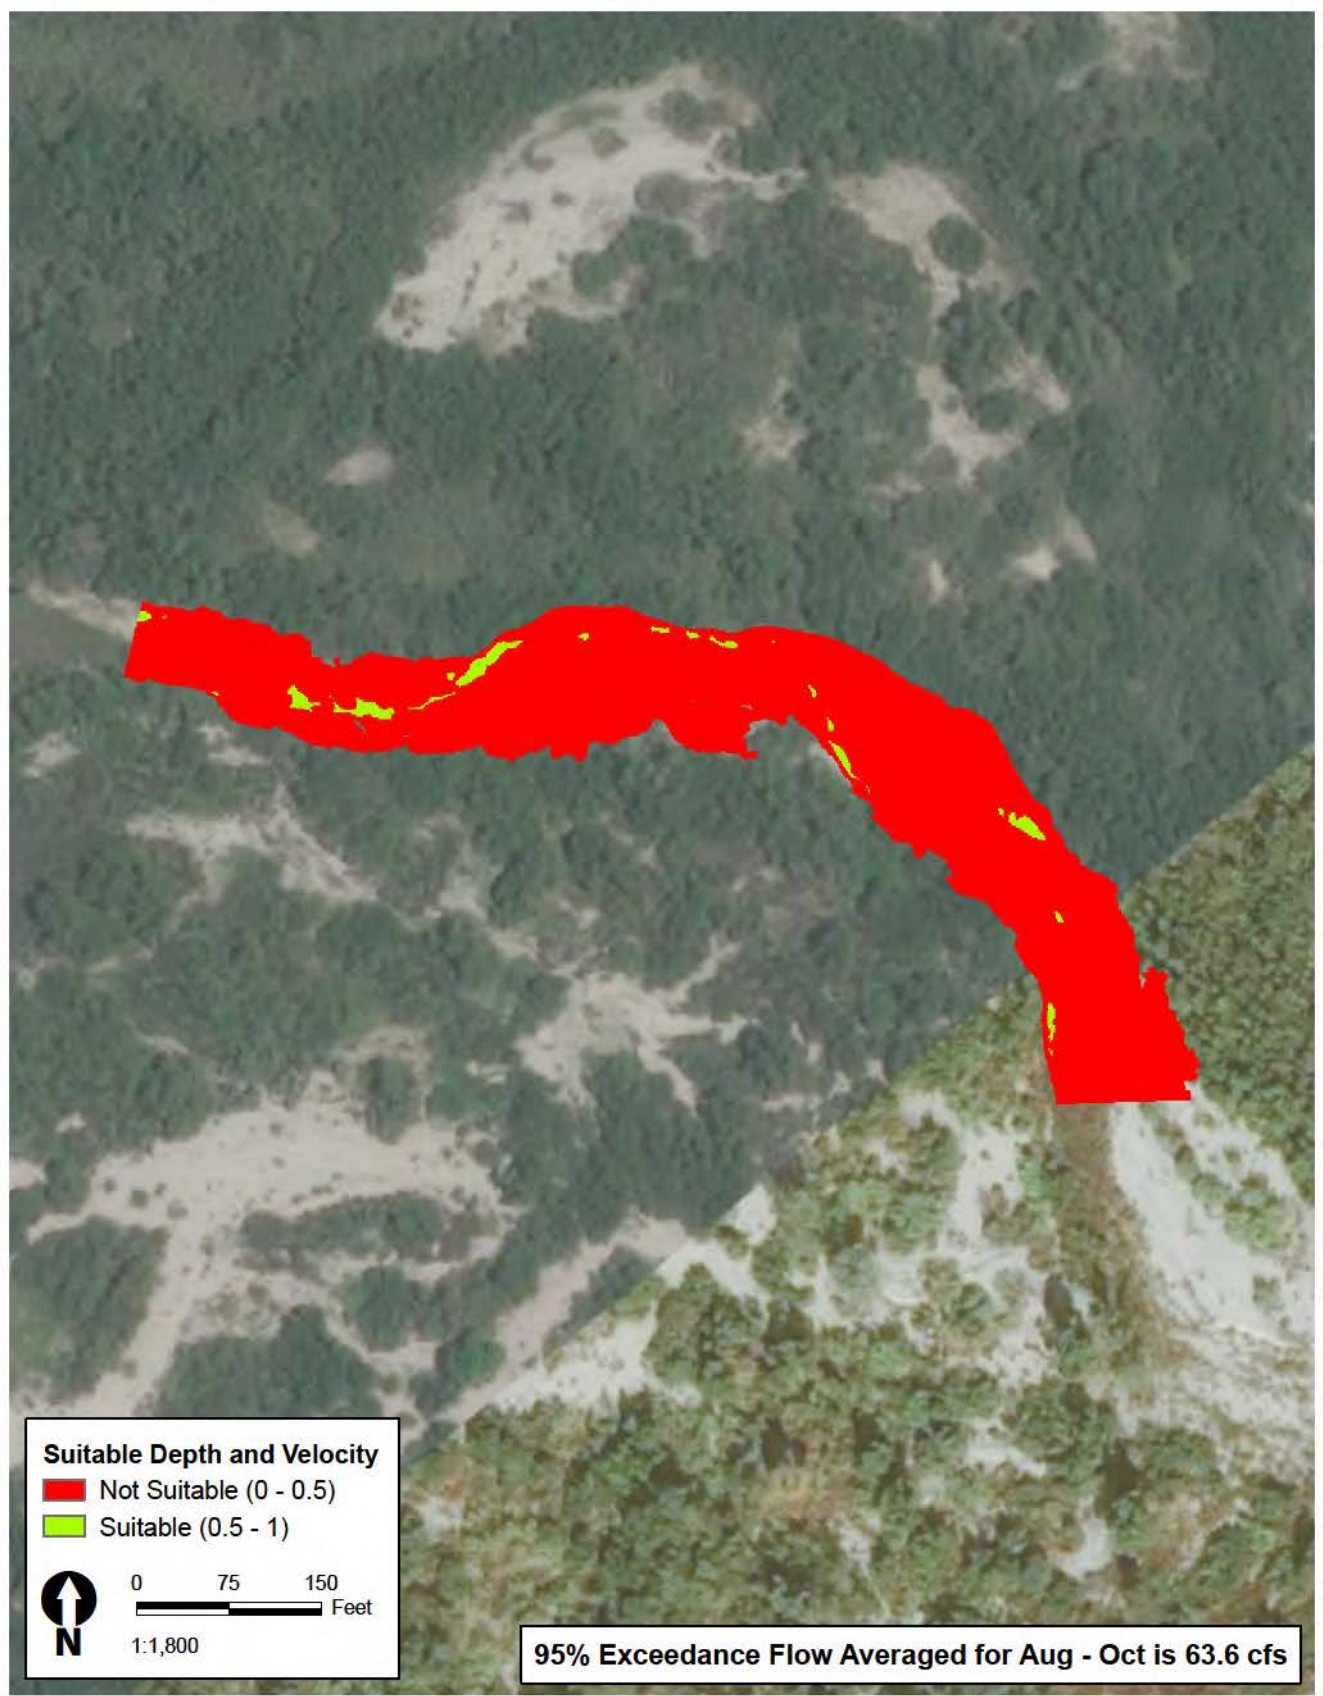 Suitable Depth and Velocity
Not Suitable (0 - 0.5)
Suitable (0.5 - 1)
0 75 150
Feet
N
1:1,800
95% Exceedance Flow Averaged for Aug - Oct is 63.6 cfs